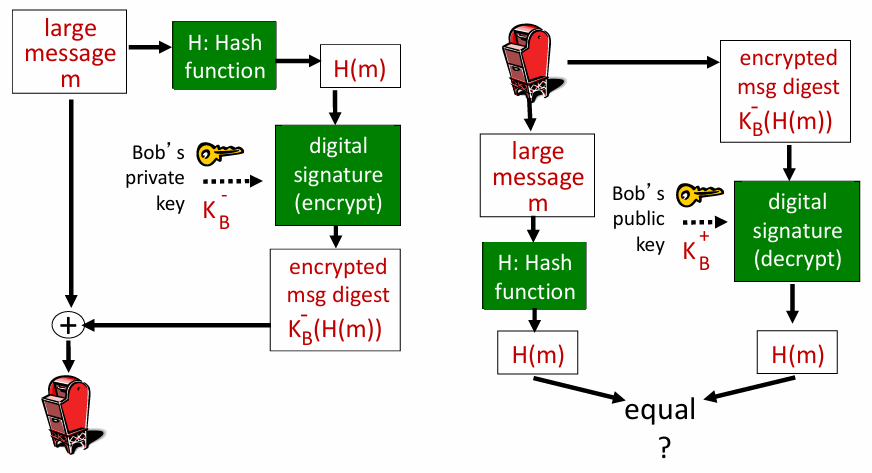 large
message
m
H: Hash
function
H(m)
Bob's
private
key
K_B^-
digital
signature
(encrypt)
encrypted
msg digest
K_B^-(H(m))
+
encrypted
msg digest
K_B^-(H(m))
large
message
m
Bob's
public
key
K_B^+
digital
signature
(decrypt)
H: Hash
function
H(m)
H(m)
equal
?